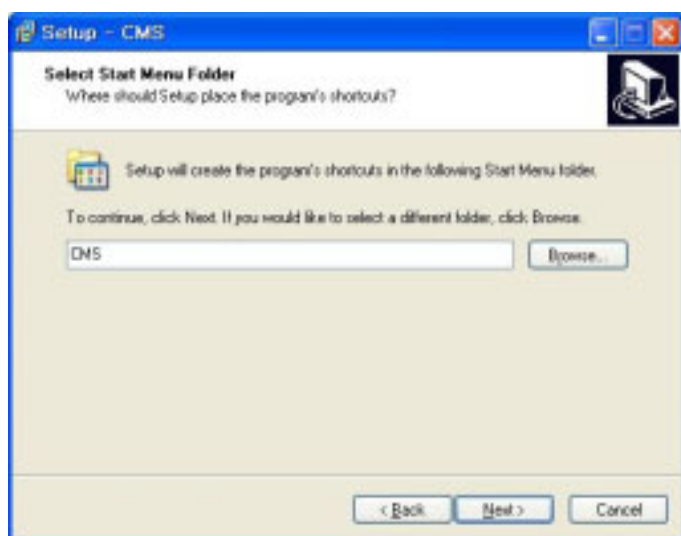 Setup - CMS
Select Start Menu Folder
Where should Setup place the program's shortcuts?
Setup will create the program's shortcuts in the following Start Menu folder.
To continue, click Next. If you would like to select a different folder, click Browse.
CMS
Browse...
< Back
Next >
Cancel